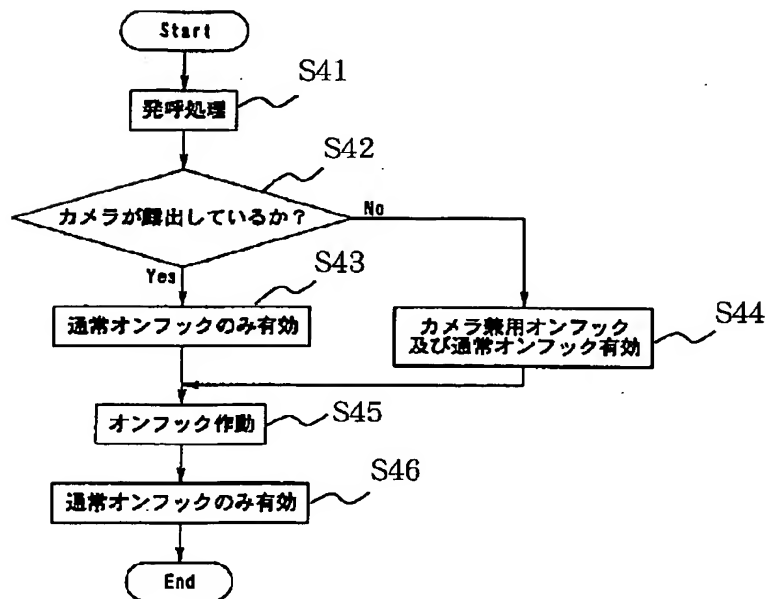 Start
S41
発呼処理
S42
カメラが露出しているか？
No
Yes
S43
通常オンフックのみ有効
カメラ兼用オンフック
及び通常オンフック有効
S44
オンフック作動
S45
S46
通常オンフックのみ有効
End